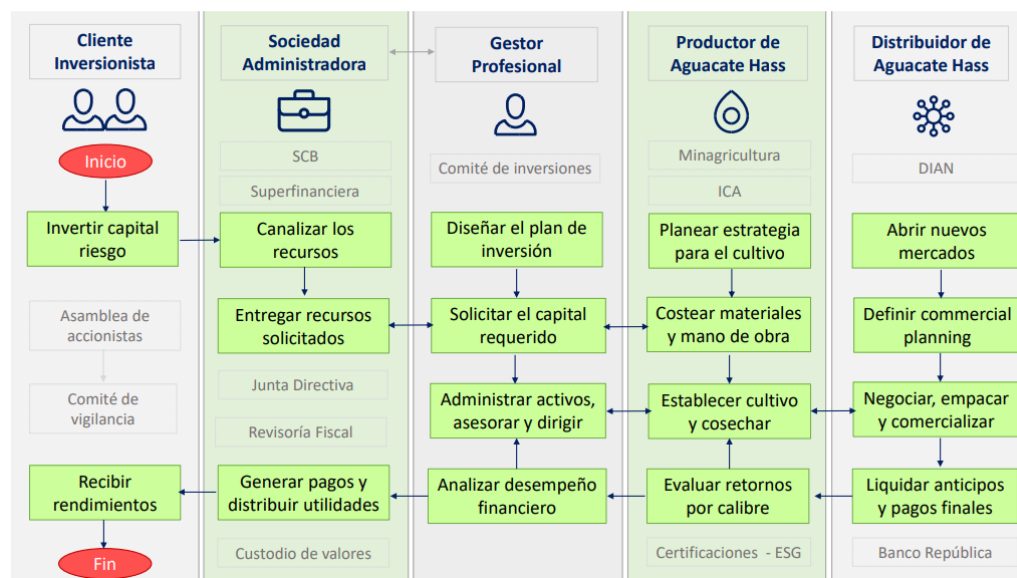 Cliente
Inversionista
Inicio
Invertir capital
riesgo
Asamblea de
accionistas
Comité de
vigilancia
Recibir
rendimientos
Fin
Sociedad
Administradora
SCB
Superfinanciera
Canalizar los
recursos
Entregar recursos
solicitados
Junta Directiva
Revisoría Fiscal
Generar pagos y
distribuir utilidades
Custodio de valores
Gestor
Profesional
Comité de inversiones
Diseñar el plan de
inversión
Solicitar el capital
requerido
Administrar activos,
asesorar y dirigir
Analizar desempeño
financiero
Productor de
Aguacate Hass
Minagricultura
ICA
Planear estrategia
para el cultivo
Costear materiales
y mano de obra
Establecer cultivo
y cosechar
Evaluar retornos
por calibre
Certificaciones - ESG
Distribuidor de
Aguacate Hass
DIAN
Abrir nuevos
mercados
Definir commercial
planning
Negociar, empacar
y comercializar
Liquidar anticipos
y pagos finales
Banco República